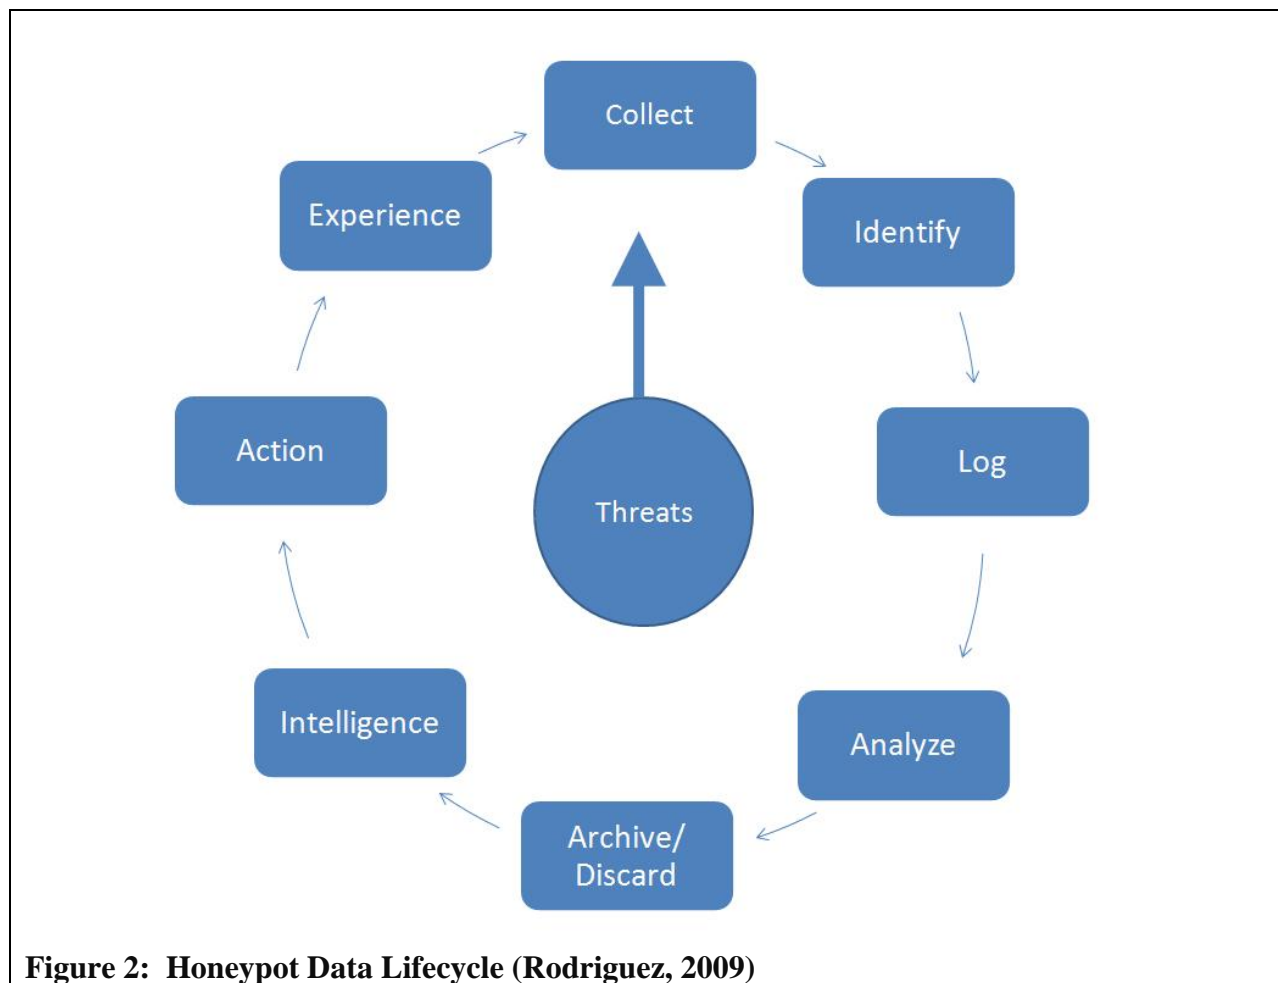 Collect
Identify
Log
Analyze
Archive/
Discard
Intelligence
Action
Experience
Threats
Figure 2:  Honeypot Data Lifecycle (Rodriguez, 2009)